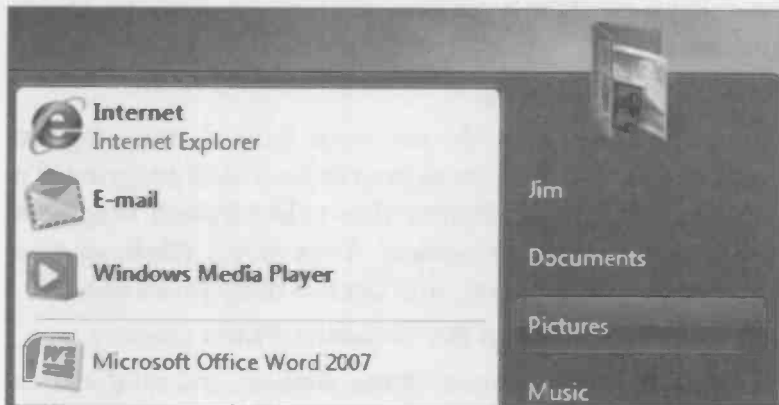 Internet
Internet Explorer
E-mail
Windows Media Player
Microsoft Office Word 2007
Jim
Documents
Pictures
Music